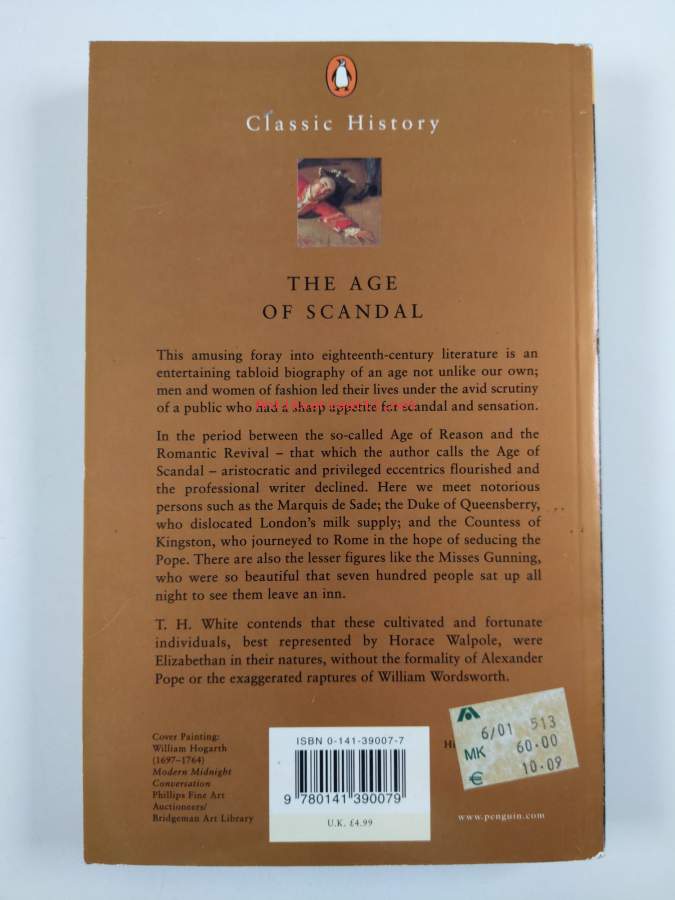 Classic History
THE AGE
OF SCANDAL
This amusing foray into eighteenth-century literature is an
entertaining tabloid biography of an age not unlike our own;
men and women of fashion led their lives under the avid scrutiny
of a public who had a sharp appetite for scandal and sensation.
In the period between the so-called Age of Reason and the
Romantic Revival – that which the author calls the Age of
Scandal – aristocratic and privileged eccentrics flourished and
the professional writer declined. Here we meet notorious
persons such as the Marquis de Sade; the Duke of Queensberry,
who dislocated London's milk supply; and the Countess of
Kingston, who journeyed to Rome in the hope of seducing the
Pope. There are also the lesser figures like the Misses Gunning,
who were so beautiful that seven hundred people sat up all
night to see them leave an inn.
T. H. White contends that these cultivated and fortunate
individuals, best represented by Horace Walpole, were
Elizabethan in their natures, without the formality of Alexander
Pope or the exaggerated raptures of William Wordsworth.
Cover Painting:
William Hogarth
(1697–1764)
Modern Midnight
Conversation
Phillips Fine Art
Auctioneers/
Bridgeman Art Library
ISBN 0-141-39007-7
9 780141 390079
U.K. £4.99
6/01 513
MK 60.00
€ 10.09
www.penguin.com